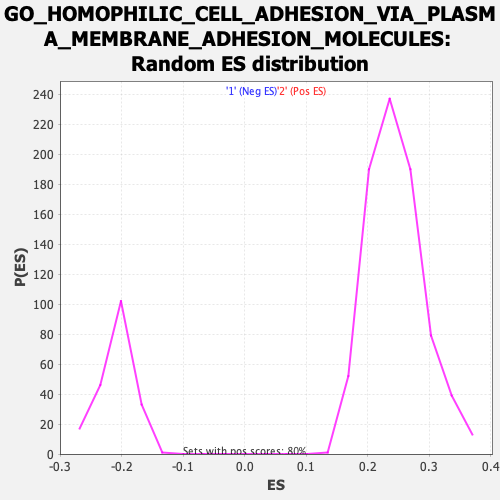 GO_HOMOPHILIC_CELL_ADHESION_VIA_PLASM
A_MEMBRANE_ADHESION_MOLECULES:
Random ES distribution
'1' (Neg ES)'2' (Pos ES)
240
220
200
180
160
140
120
100
80
60
40
20
0
P(ES)
Sets with pos scores: 80%
-0.3 -0.2 -0.1 0.0 0.1 0.2 0.3 0.4
ES